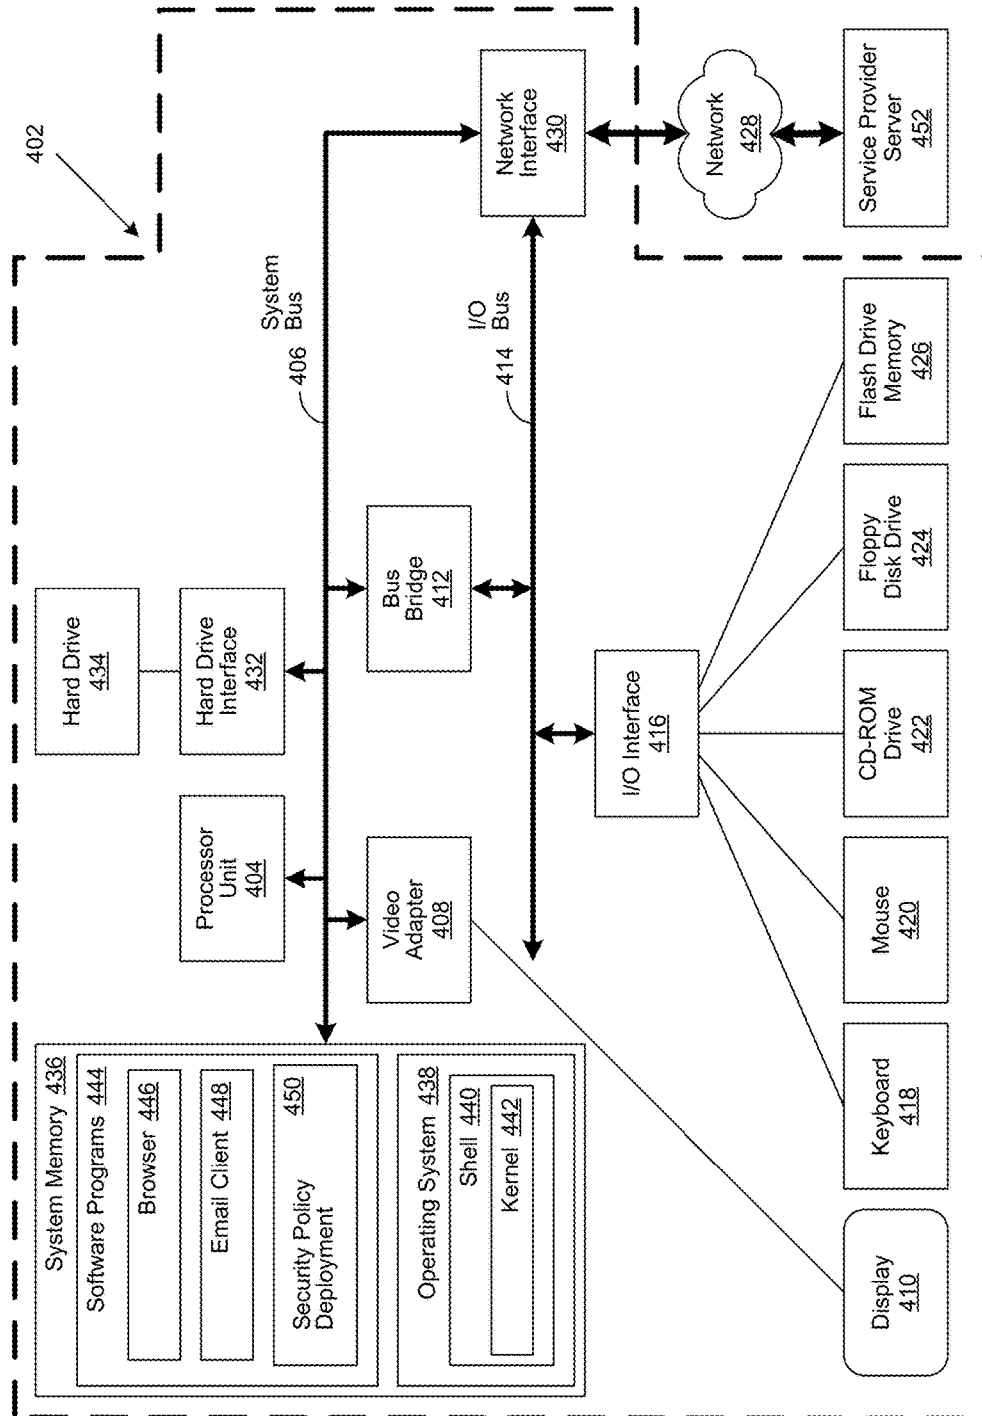 402
System Memory 436
Software Programs 444
Browser 446
Email Client 448
Security Policy
Deployment
450
Operating System 438
Shell 440
Kernel 442
Processor
Unit
404
Hard Drive
434
Hard Drive
Interface
432
System
Bus
406
Video
Adapter
408
Bus
Bridge
412
I/O
Bus
414
Network
Interface
430
I/O Interface
416
Network
428
Display
410
Keyboard
418
Mouse
420
CD-ROM
Drive
422
Floppy
Disk Drive
424
Flash Drive
Memory
426
Service Provider
Server
452